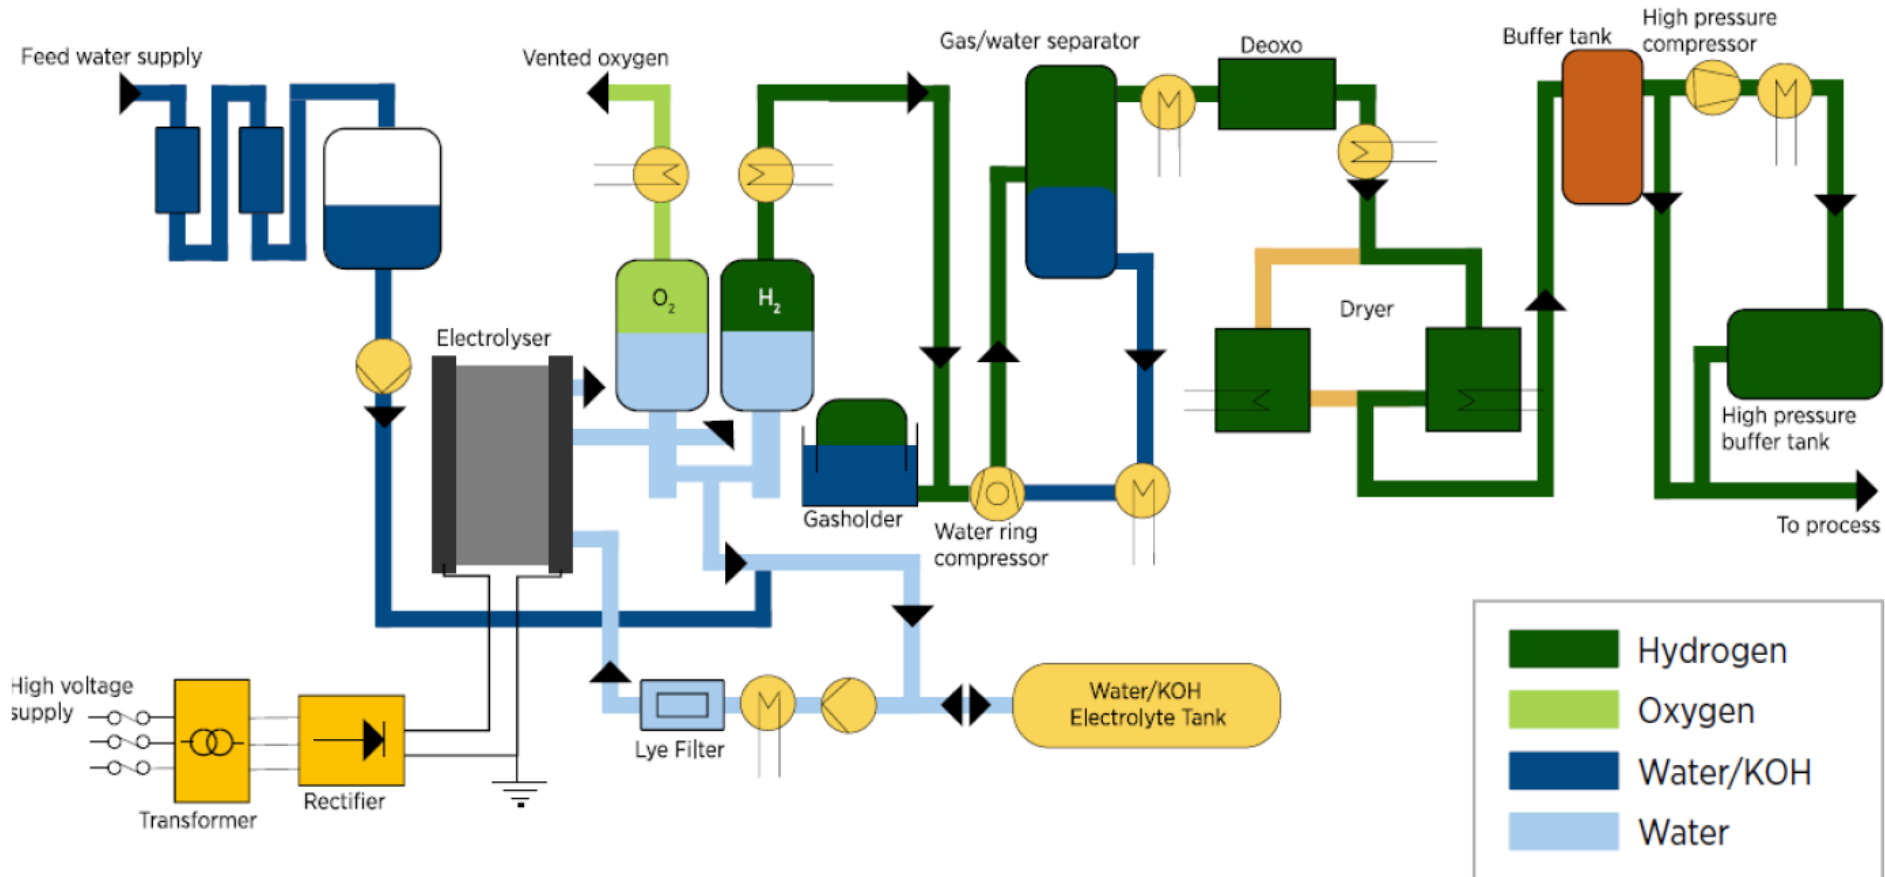 Feed water supply
Vented oxygen
Gas/water separator
Deoxo
Buffer tank
High pressure
compressor
O₂
H₂
Electrolyser
Dryer
High pressure
buffer tank
Gasholder
Water ring
compressor
To process
High voltage
supply
Transformer
Rectifier
Lye Filter
Water/KOH
Electrolyte Tank
Hydrogen
Oxygen
Water/KOH
Water